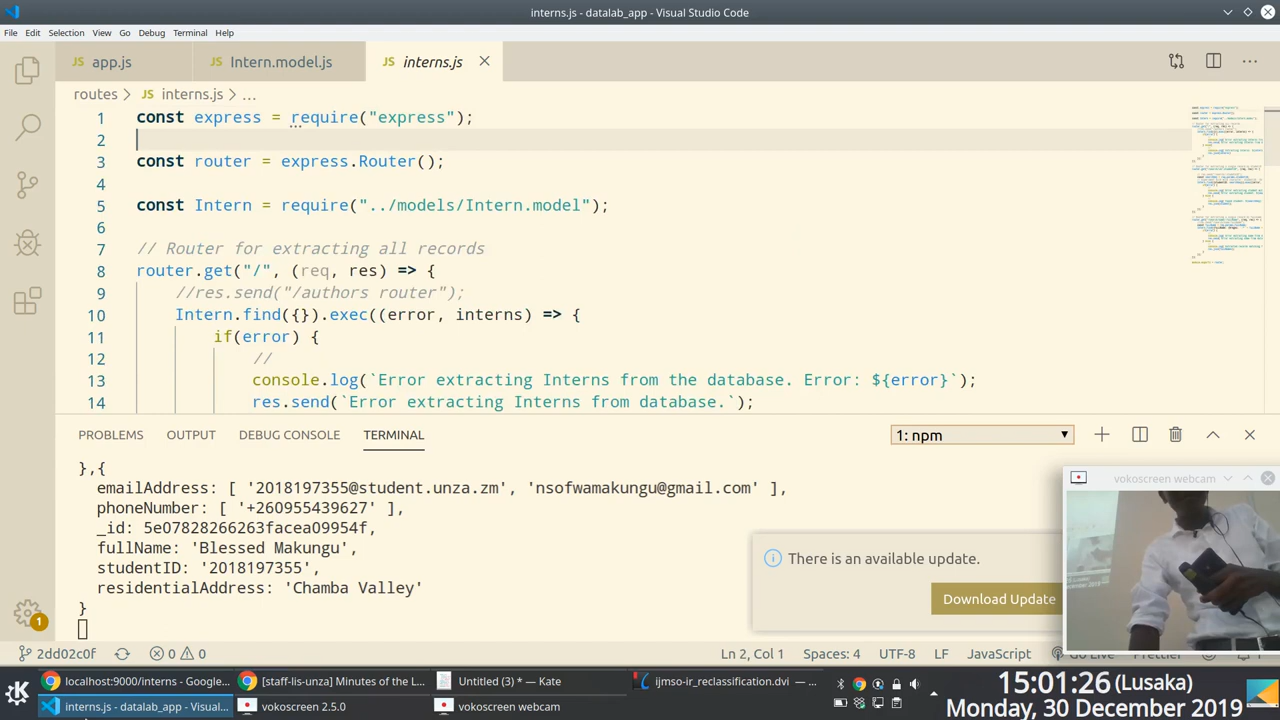 interns.js - datalab_app - Visual Studio Code
File Edit Selection View Go Debug Terminal Help
JS app.js JS Intern.model.js JS interns.js
routes > JS interns.js > ...
1 const express = require("express");
2
3 const router = express.Router();
4
5 const Intern = require("../models/Intern.model");
6
7 // Router for extracting all records
8 router.get("/", (req, res) => {
9 //res.send("/authors router");
10 Intern.find({}).exec((error, interns) => {
11 if(error) {
12 //
13 console.log(`Error extracting Interns from the database. Error: ${error}`);
14 res.send(`Error extracting Interns from database.`);
PROBLEMS OUTPUT DEBUG CONSOLE TERMINAL 1: npm
},{
emailAddress: [ '2018197355@student.unza.zm', 'nsofwamakungu@gmail.com' ],
phoneNumber: [ '+260955439627' ],
_id: 5e07828266263facea09954f,
fullName: 'Blessed Makungu',
studentID: '2018197355',
residentialAddress: 'Chamba Valley'
}
vokoscreen webcam
There is an available update.
Download Update
1
2dd02c0f 0 0 Ln 2, Col 1 Spaces: 4 UTF-8 LF JavaScript Go Live Prettier 1
localhost:9000/interns - Google... [staff-lis-unza] Minutes of the L... Untitled (3) * — Kate ijmso-ir_reclassification.dvi — ...
interns.js - datalab_app - Visual... vokoscreen 2.5.0 vokoscreen webcam
15:01:26 (Lusaka)
Monday, 30 December 2019